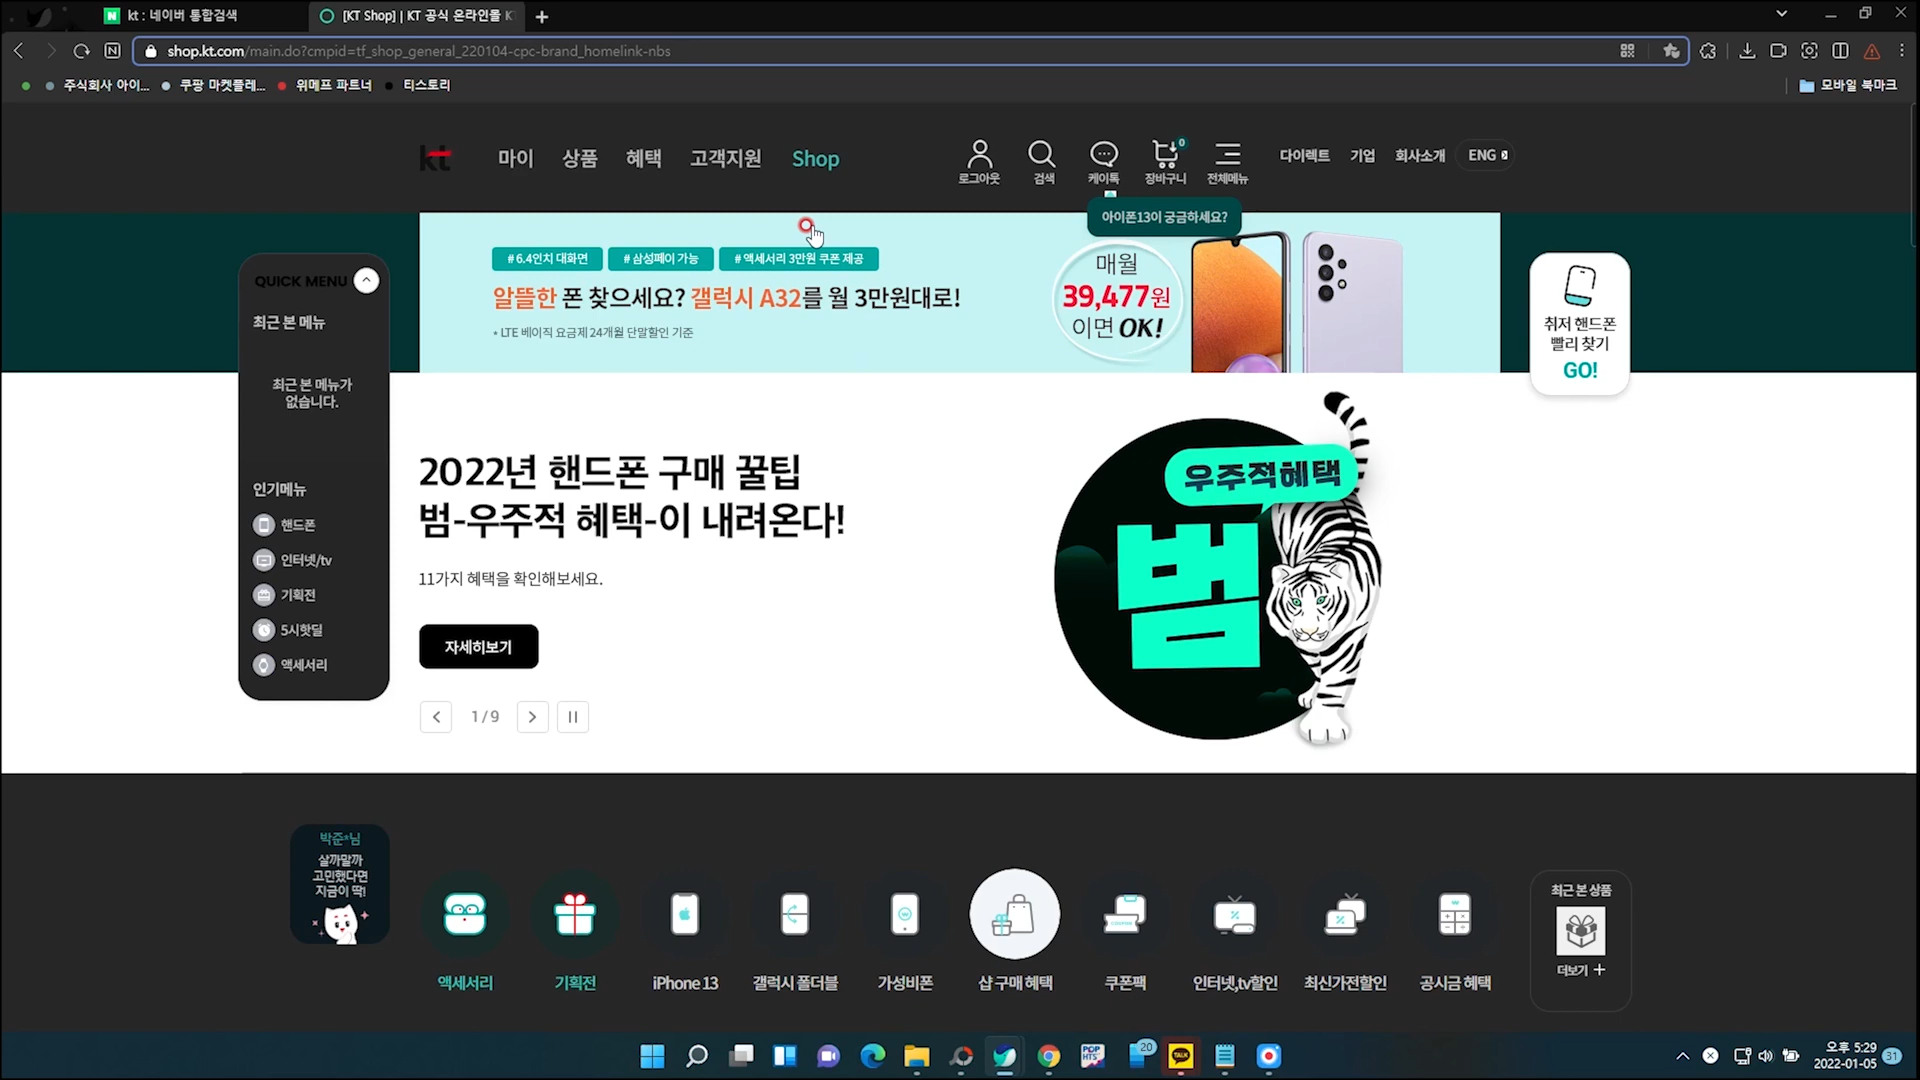 kt : 네이버 통합검색
[KT Shop] | KT 공식 온라인몰 K
shop.kt.com/main.do?cmpid=tf_shop_general_220104-cpc-brand_homelink-nbs
주식회사 아이...
쿠팡 마켓플레...
위메프 파트너
티스토리
모바일 북마크
kt
마이
상품
혜택
고객지원
Shop
로그아웃
검색
케이톡
0
장바구니
전체메뉴
다이렉트
기업
회사소개
ENG
아이폰13이 궁금하세요?
# 6.4인치 대화면
# 삼성페이 가능
# 액세서리 3만원 쿠폰 제공
알뜰한 폰 찾으세요? 갤럭시 A32를 월 3만원대로!
* LTE 베이직 요금제 24개월 단말할인 기준
매월
39,477원
이면 OK!
QUICK MENU
최근 본 메뉴
최근 본 메뉴가
없습니다.
인기메뉴
핸드폰
인터넷/tv
기획전
5시핫딜
액세서리
취저 핸드폰
빨리 찾기
GO!
2022년 핸드폰 구매 꿀팁
범-우주적 혜택-이 내려온다!
11가지 혜택을 확인해보세요.
자세히보기
1 / 9
우주적혜택
범
박준*님
살까말까
고민했다면
지금이 딱!
액세서리
기획전
iPhone 13
갤럭시 폴더블
가성비폰
샵 구매 혜택
COUPON
쿠폰팩
인터넷,tv할인
최신가전할인
공시금 혜택
최근 본 상품
더보기 +
POP
HTS
20
TALK
오후 5:29
2022-01-05
31